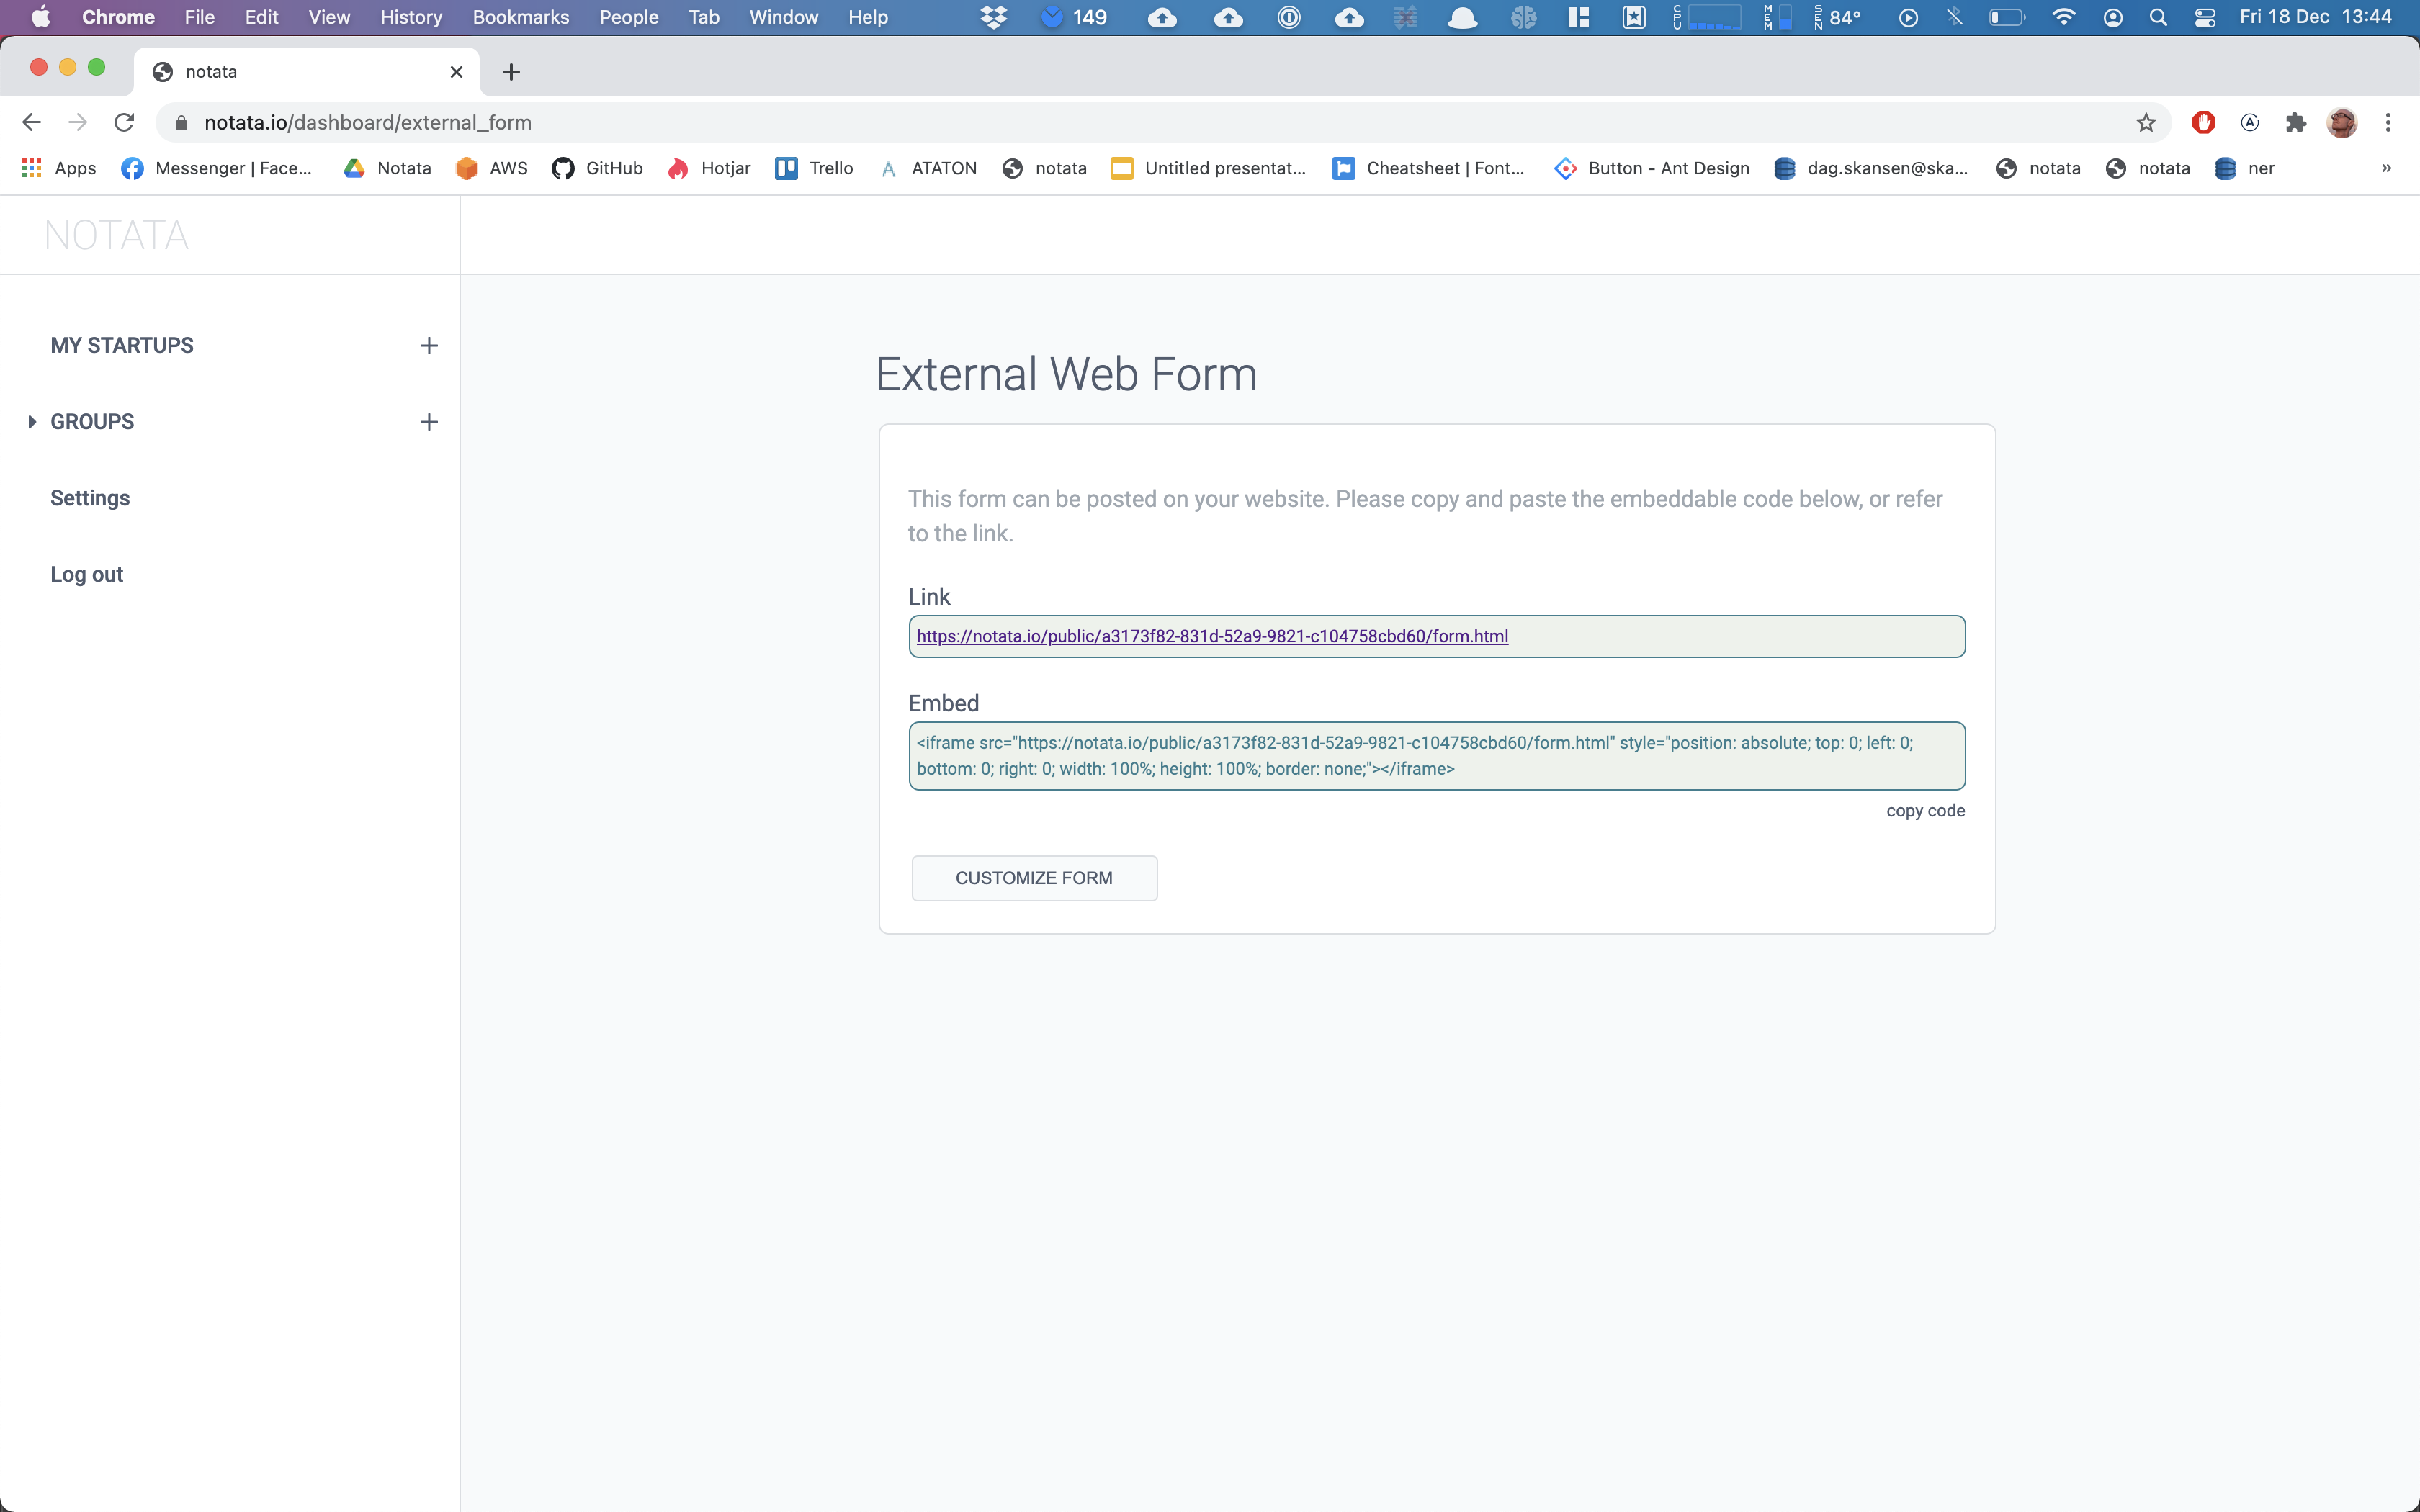 Chrome File Edit View History Bookmarks People Tab Window Help 149 CPU MEM SEN 84° Fri 18 Dec 13:44
notata
notata.io/dashboard/external_form
Apps Messenger | Face... Notata AWS GitHub Hotjar Trello ATATON notata Untitled presentat... Cheatsheet | Font... Button - Ant Design dag.skansen@ska... notata notata ner »
NOTATA
MY STARTUPS
GROUPS
Settings
Log out
External Web Form
This form can be posted on your website. Please copy and paste the embeddable code below, or refer
to the link.
Link
https://notata.io/public/a3173f82-831d-52a9-9821-c104758cbd60/form.html
Embed
<iframe src="https://notata.io/public/a3173f82-831d-52a9-9821-c104758cbd60/form.html" style="position: absolute; top: 0; left: 0;
bottom: 0; right: 0; width: 100%; height: 100%; border: none;"></iframe>
copy code
CUSTOMIZE FORM